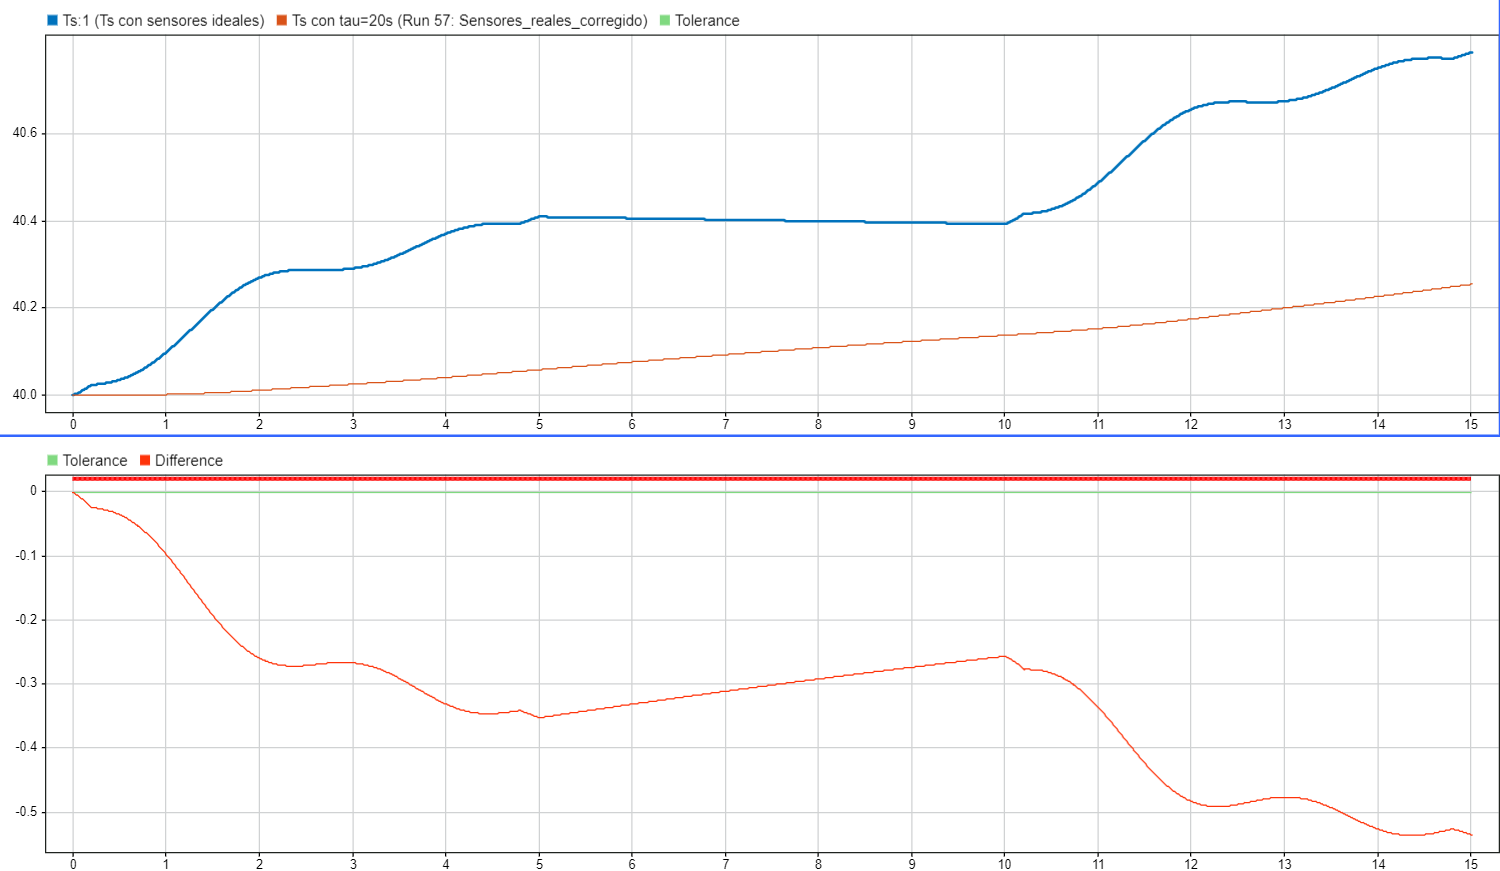 Ts:1 (Ts con sensores ideales) Ts con tau=20s (Run 57: Sensores_reales_corregido) Tolerance
40.6
40.4
40.2
40.0
0 1 2 3 4 5 6 7 8 9 10 11 12 13 14 15
Tolerance Difference
0
-0.1
-0.2
-0.3
-0.4
-0.5
0 1 2 3 4 5 6 7 8 9 10 11 12 13 14 15